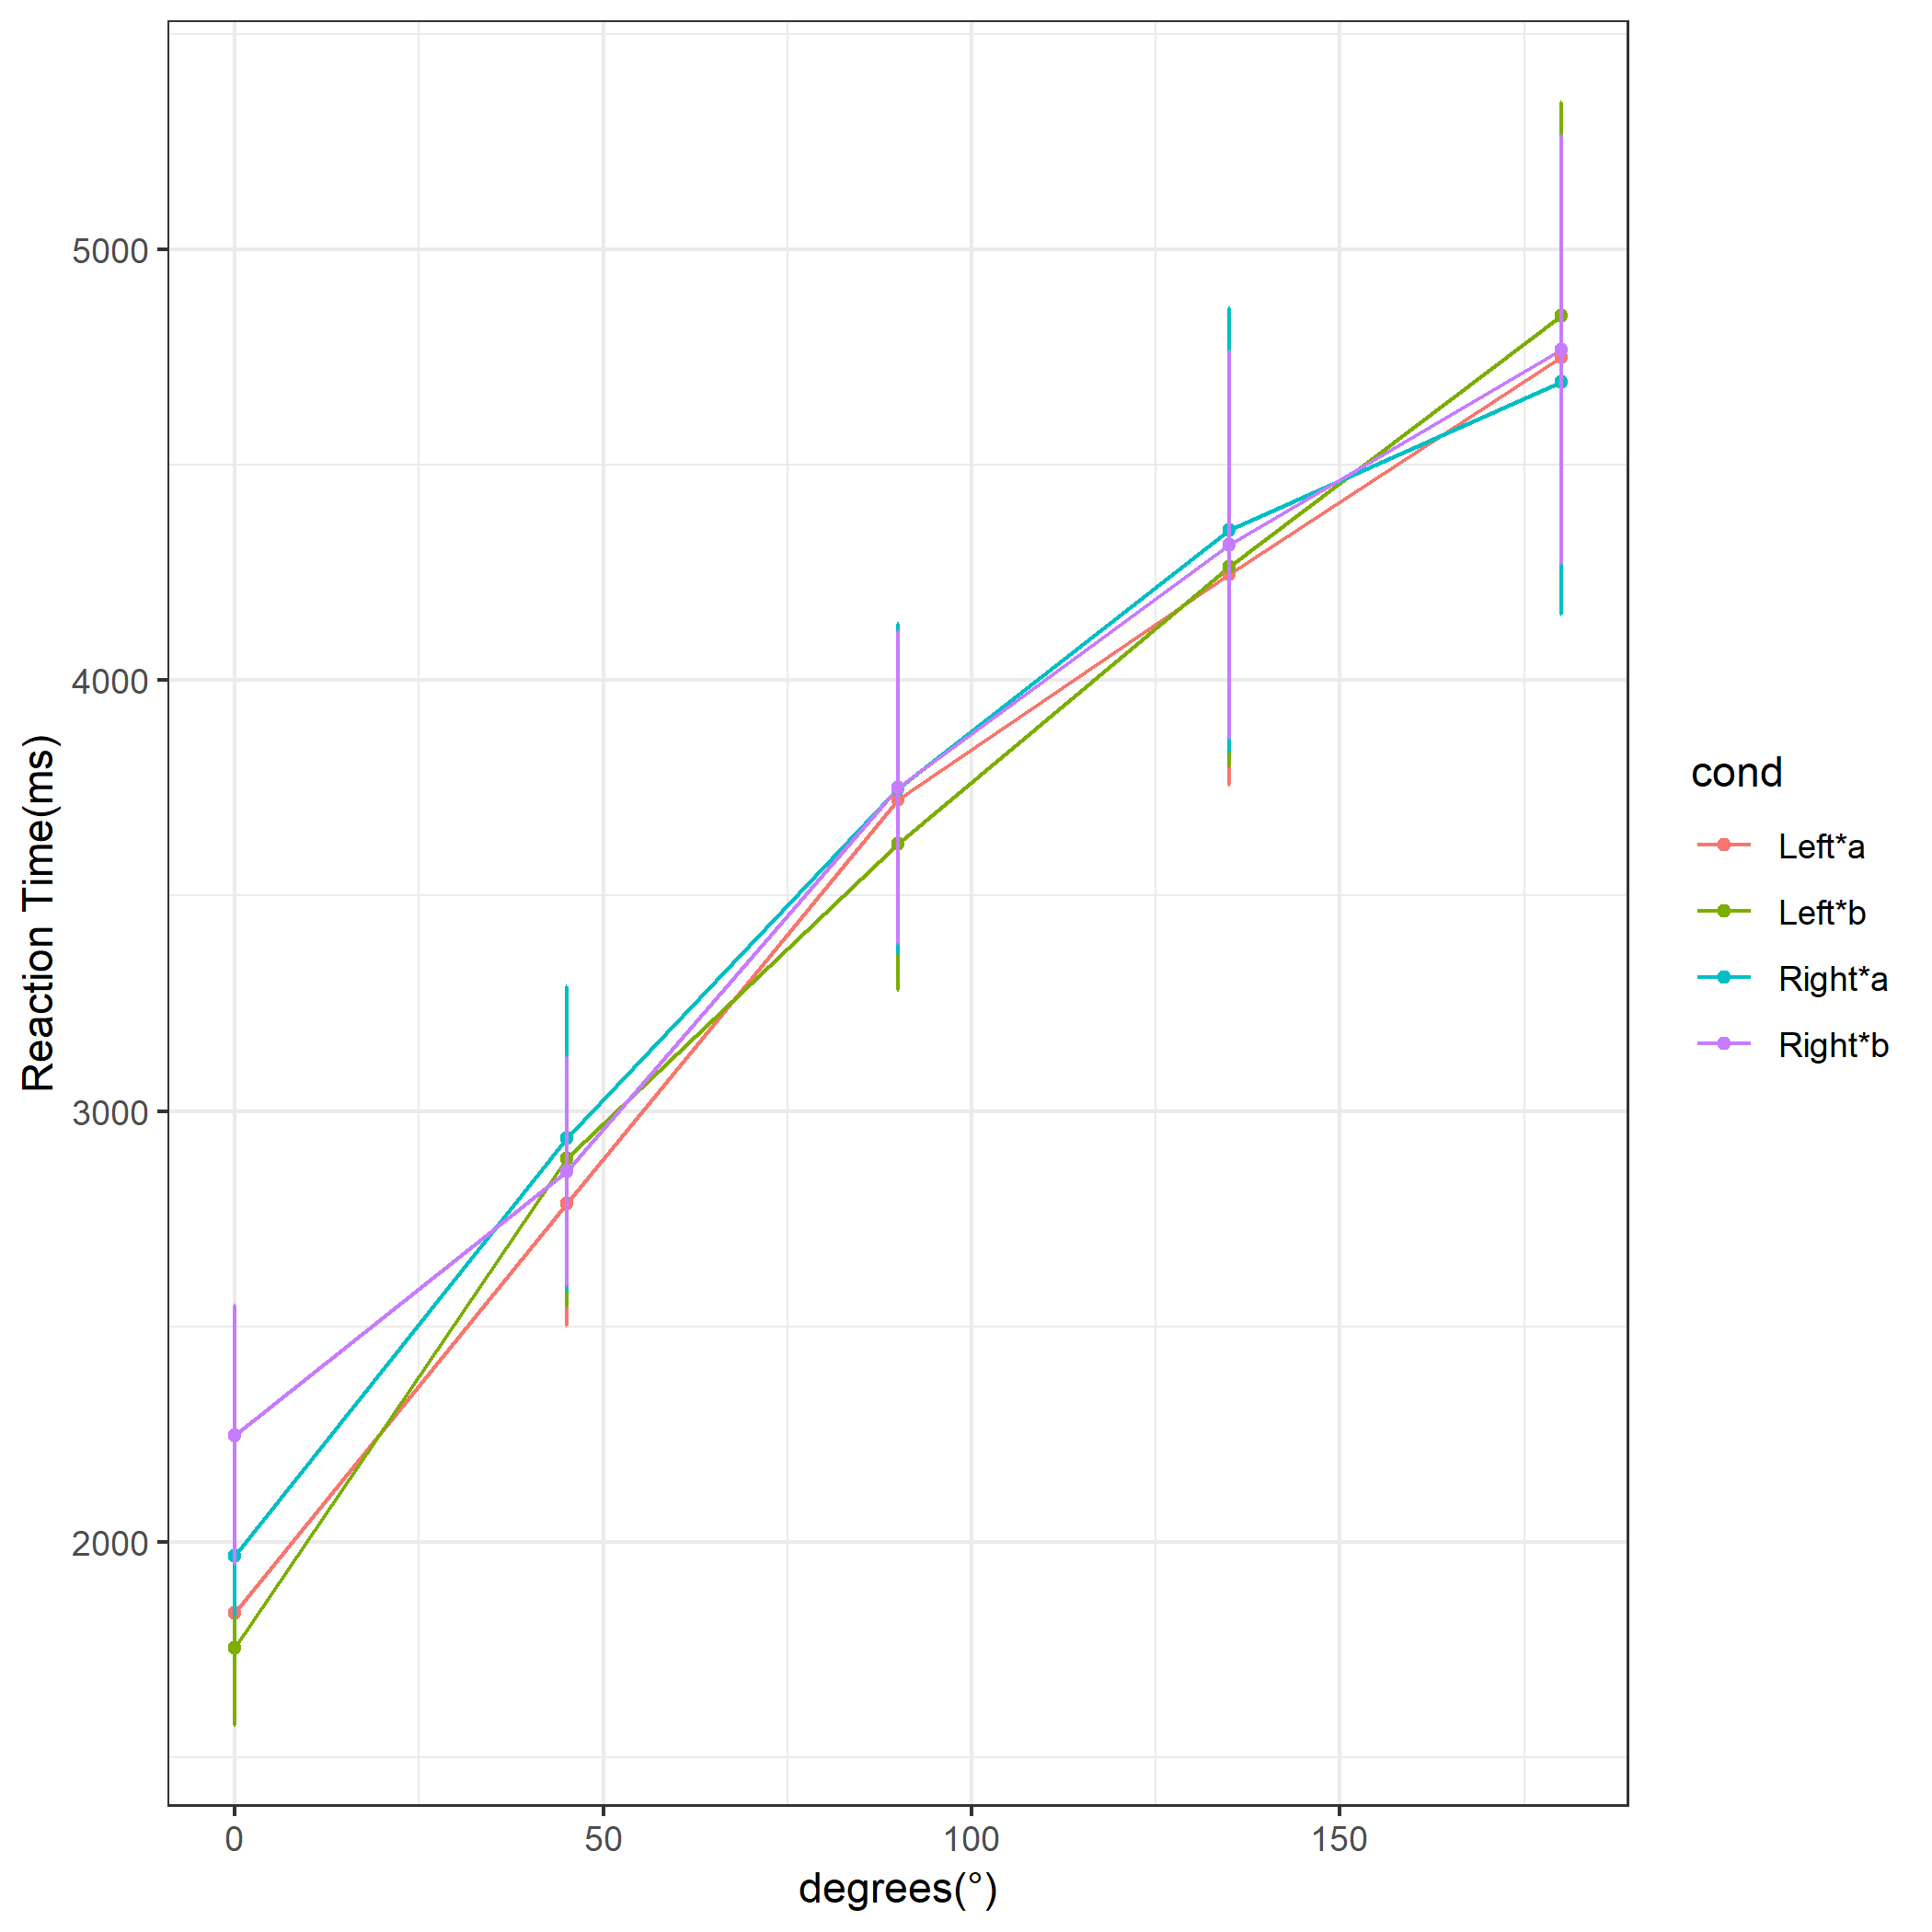 5000
4000
3000
2000
Reaction Time(ms)
0
50
100
150
degrees(°)
cond
Left*a
Left*b
Right*a
Right*b